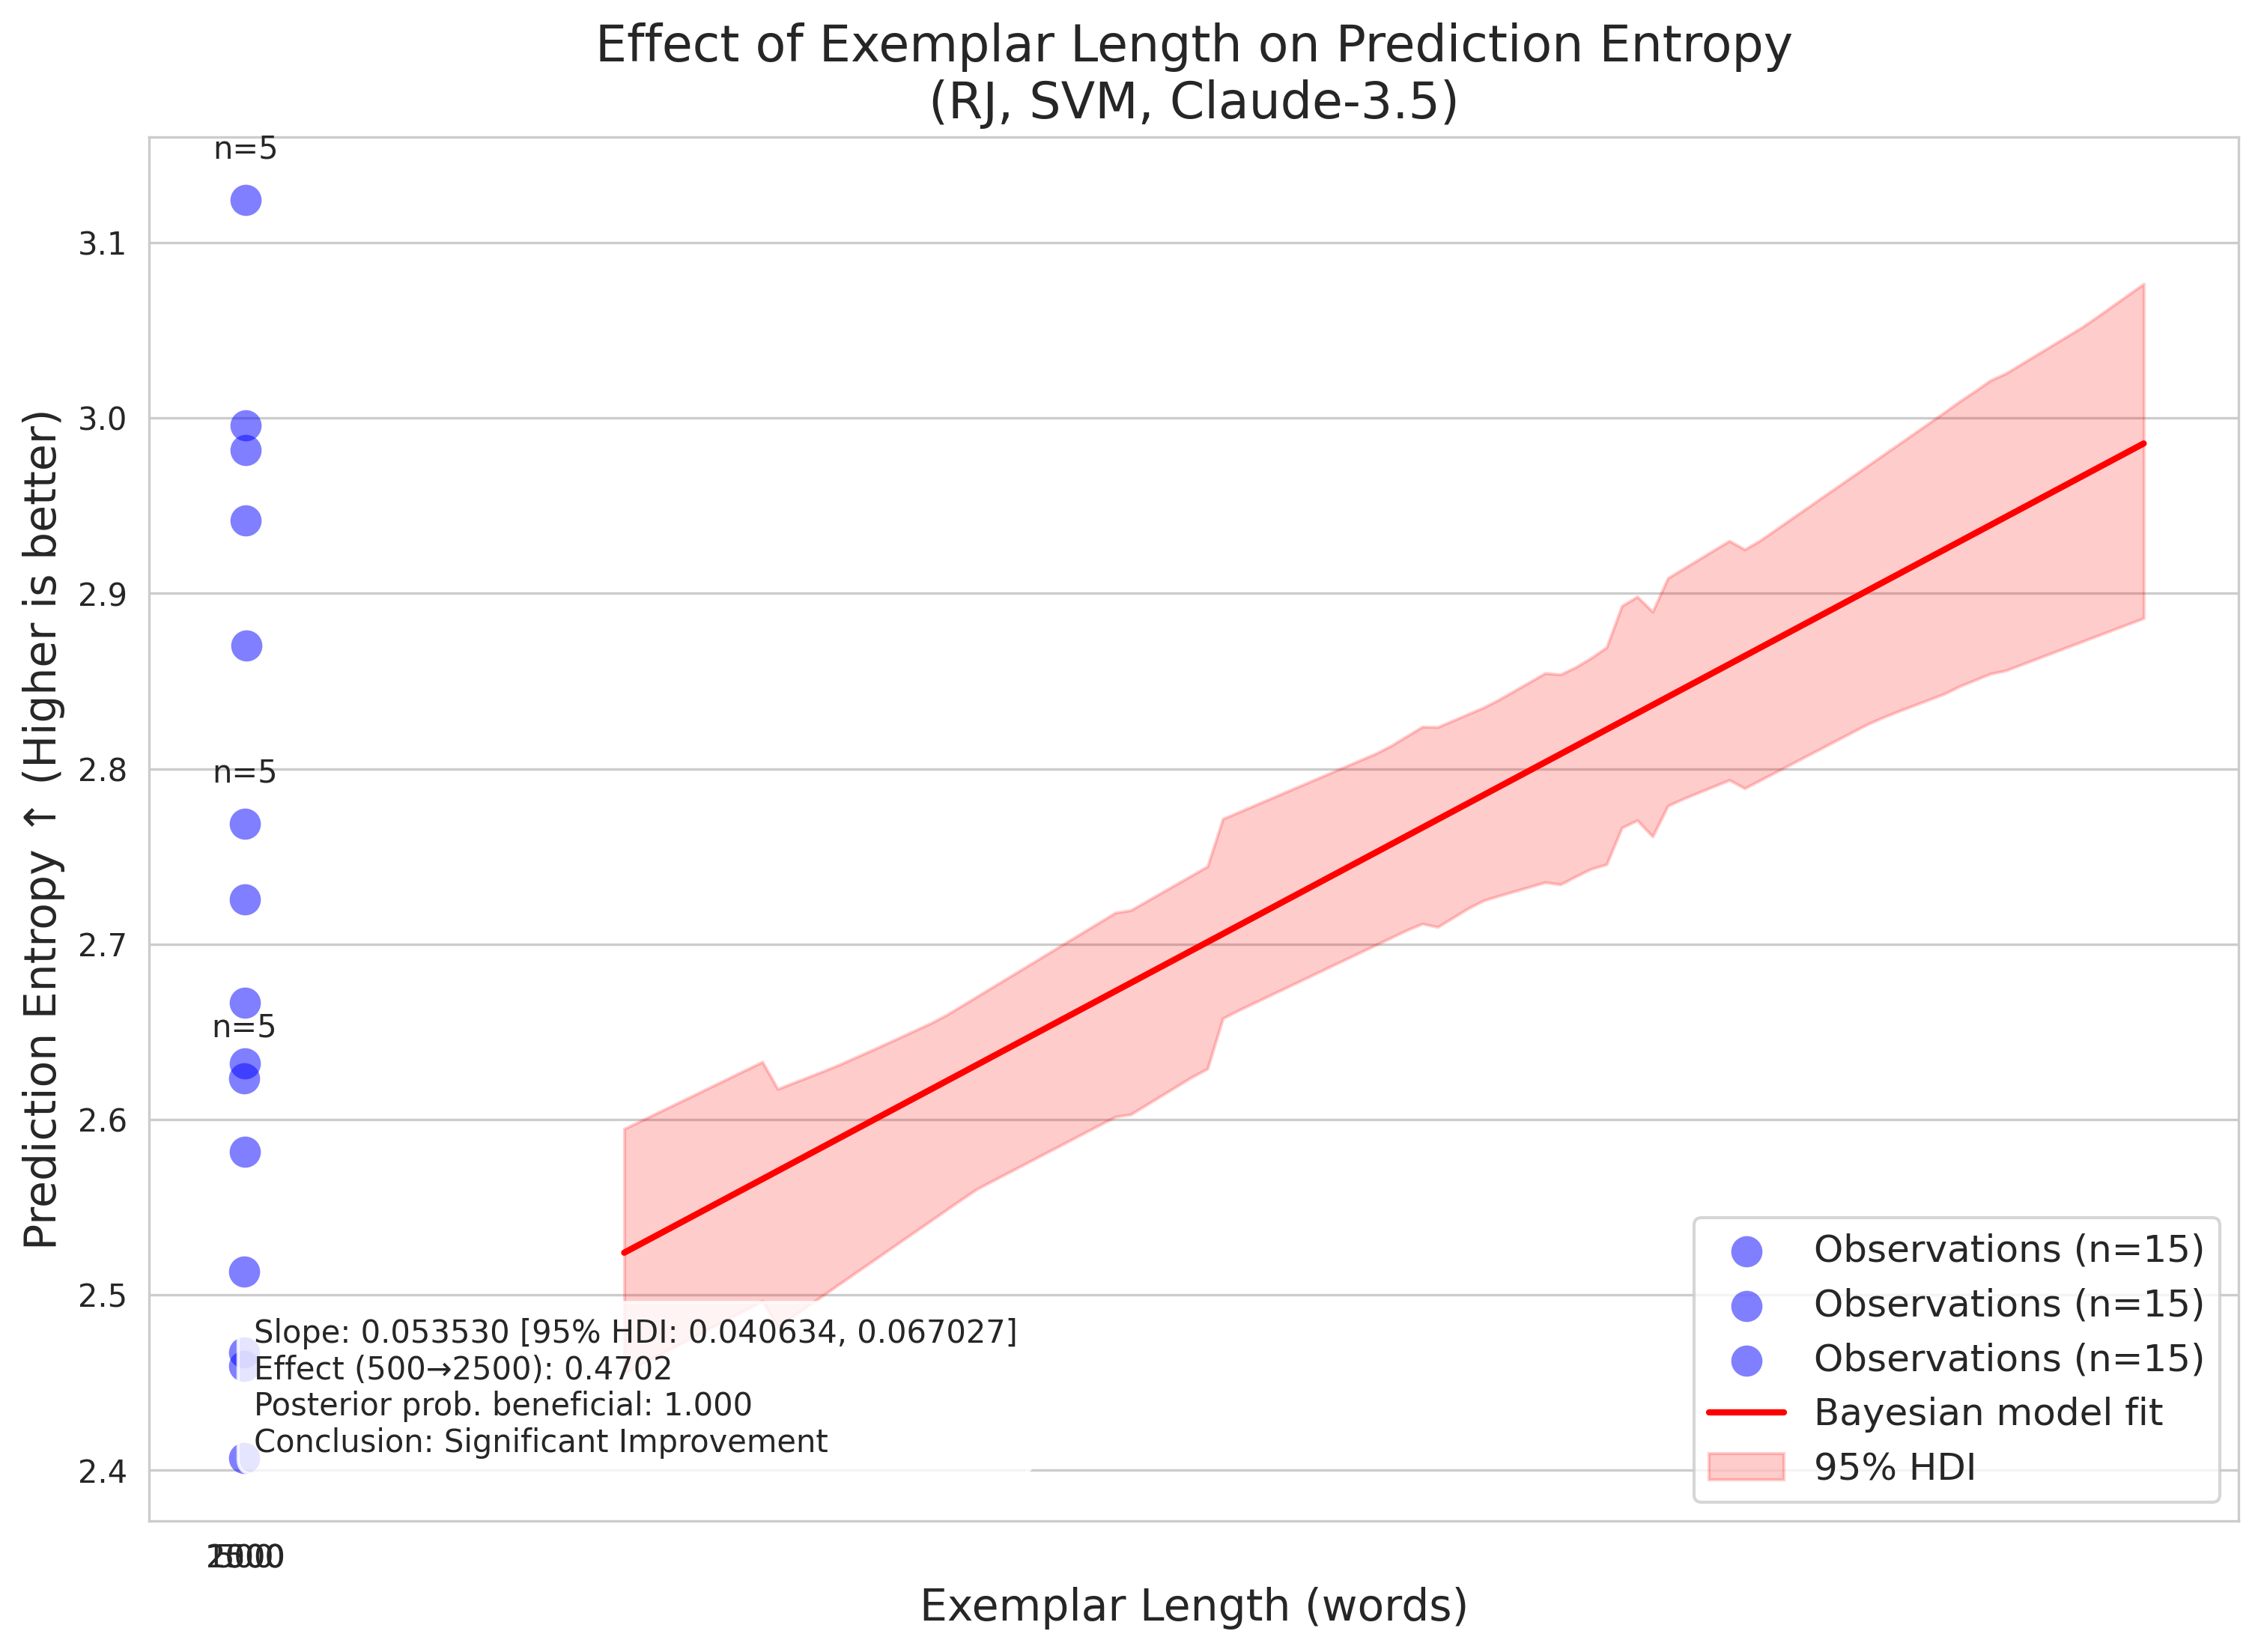 Effect of Exemplar Length on Prediction Entropy
(RJ, SVM, Claude-3.5)
Prediction Entropy ↑ (Higher is better)
3.1
3.0
2.9
2.8
2.7
2.6
2.5
2.4
n=5
n=5
n=5
Slope: 0.053530 [95% HDI: 0.040634, 0.067027]
Effect (500→2500): 0.4702
Posterior prob. beneficial: 1.000
Conclusion: Significant Improvement
Observations (n=15)
Observations (n=15)
Observations (n=15)
Bayesian model fit
95% HDI
Exemplar Length (words)